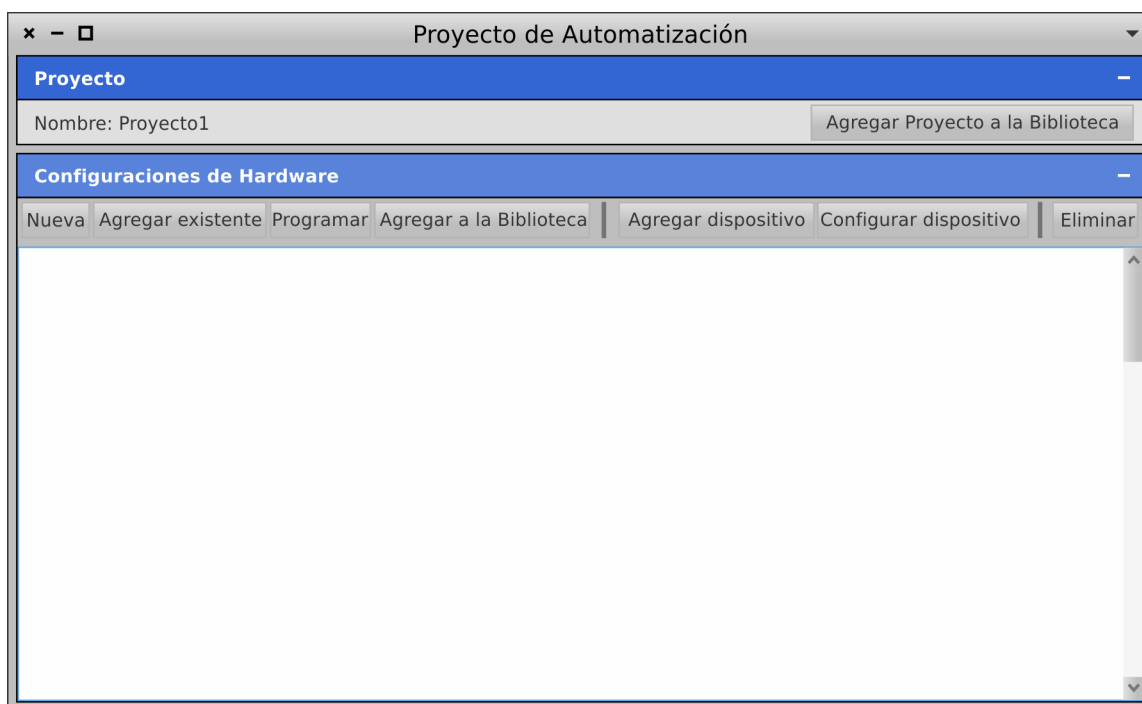 Proyecto de Automatización
Proyecto
Nombre: Proyecto1 Agregar Proyecto a la Biblioteca
Configuraciones de Hardware
Nueva Agregar existente Programar Agregar a la Biblioteca Agregar dispositivo Configurar dispositivo Eliminar